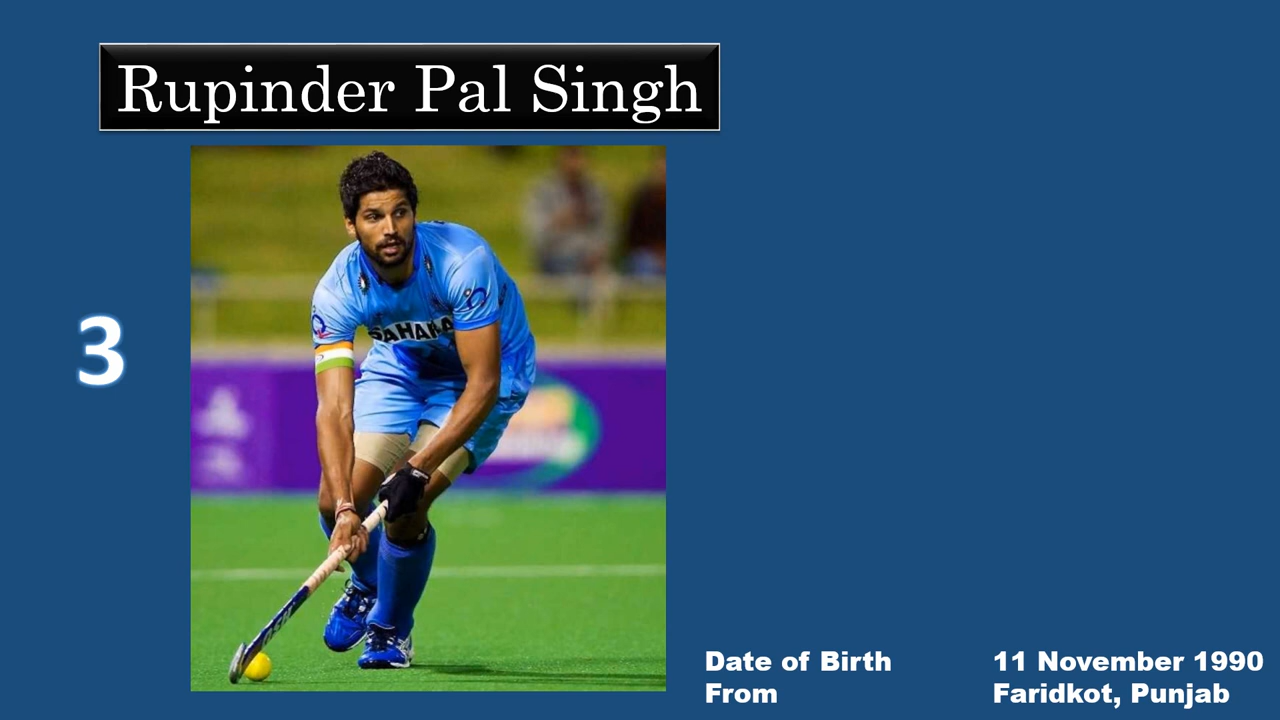 Rupinder Pal Singh
3
SAHARA
Date of Birth 11 November 1990
From Faridkot, Punjab